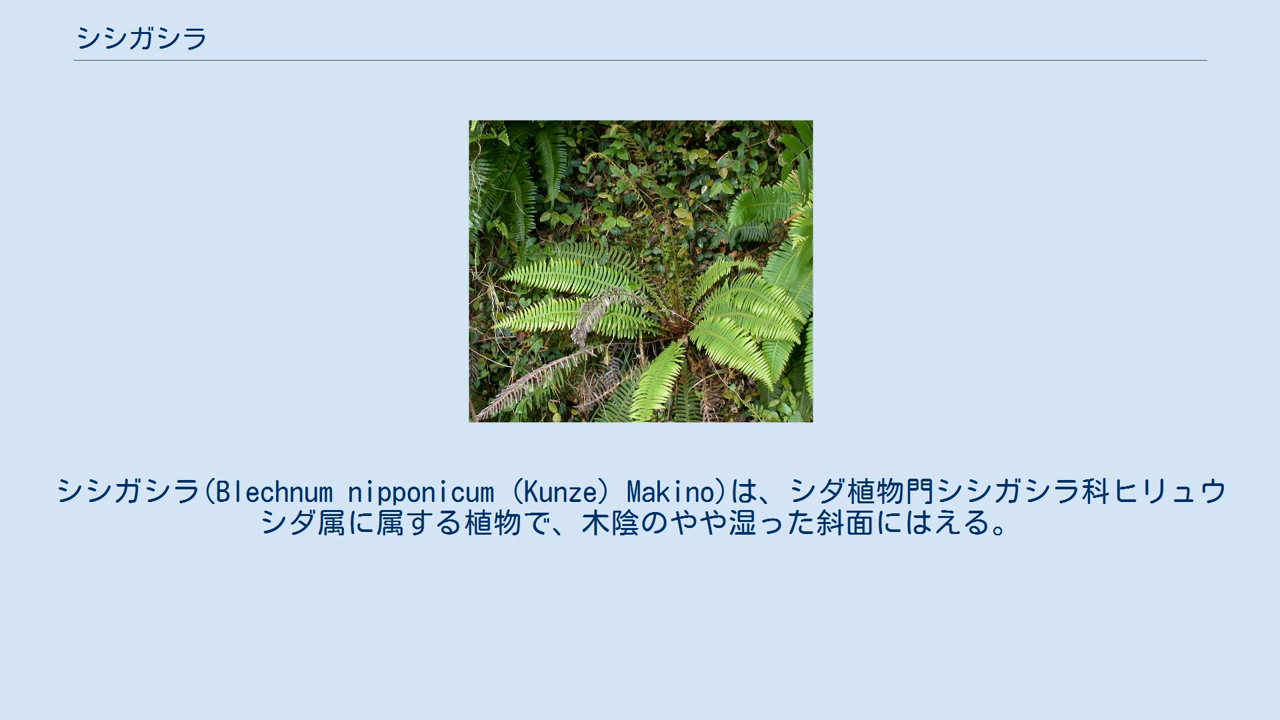 シシガシラ
シシガシラ(Blechnum nipponicum (Kunze) Makino)は、シダ植物門シシガシラ科ヒリュウ
シダ属に属する植物で、木陰のやや湿った斜面にはえる。